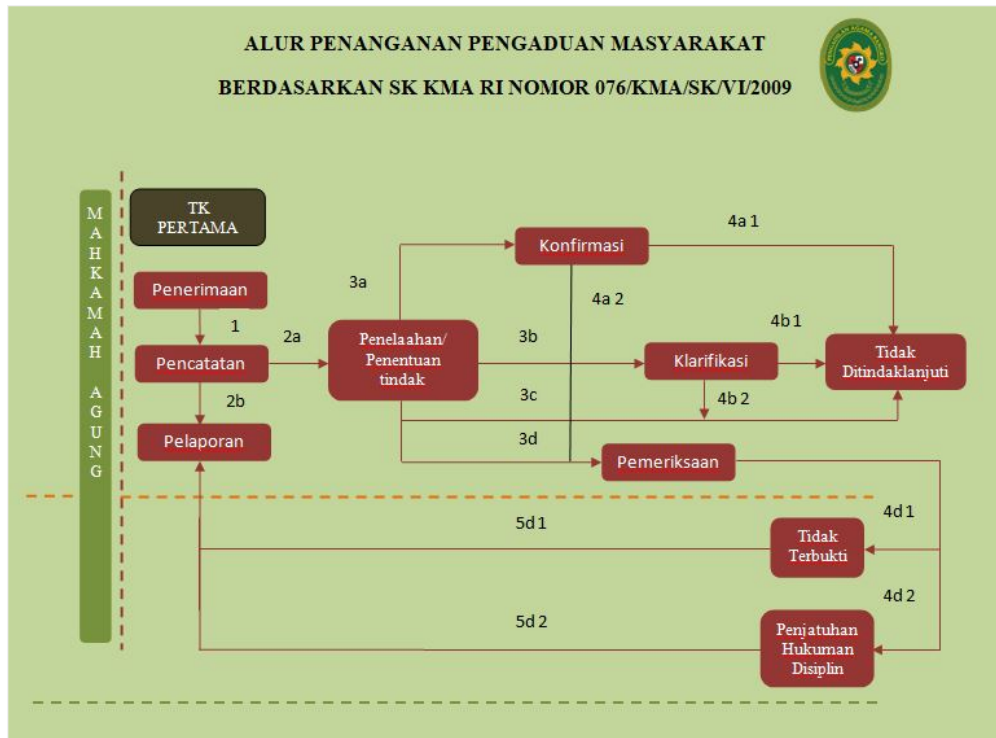 ALUR PENANGANAN PENGADUAN MASYARAKAT
BERDASARKAN SK KMA RI NOMOR 076/KMA/SK/VI/2009
MAHKAMAH AGUNG
TK
PERTAMA
Penerimaan
1
Pencatatan
2a
2b
Pelaporan
Penelaahan/
Penentuan
tindak
3a
Konfirmasi
4a 1
4a 2
3b
Klarifikasi
4b 1
4b 2
Tidak
Ditindaklanjuti
3c
3d
Pemeriksaan
4d 1
Tidak
Terbukti
5d 1
4d 2
Penjatuhan
Hukuman
Disiplin
5d 2